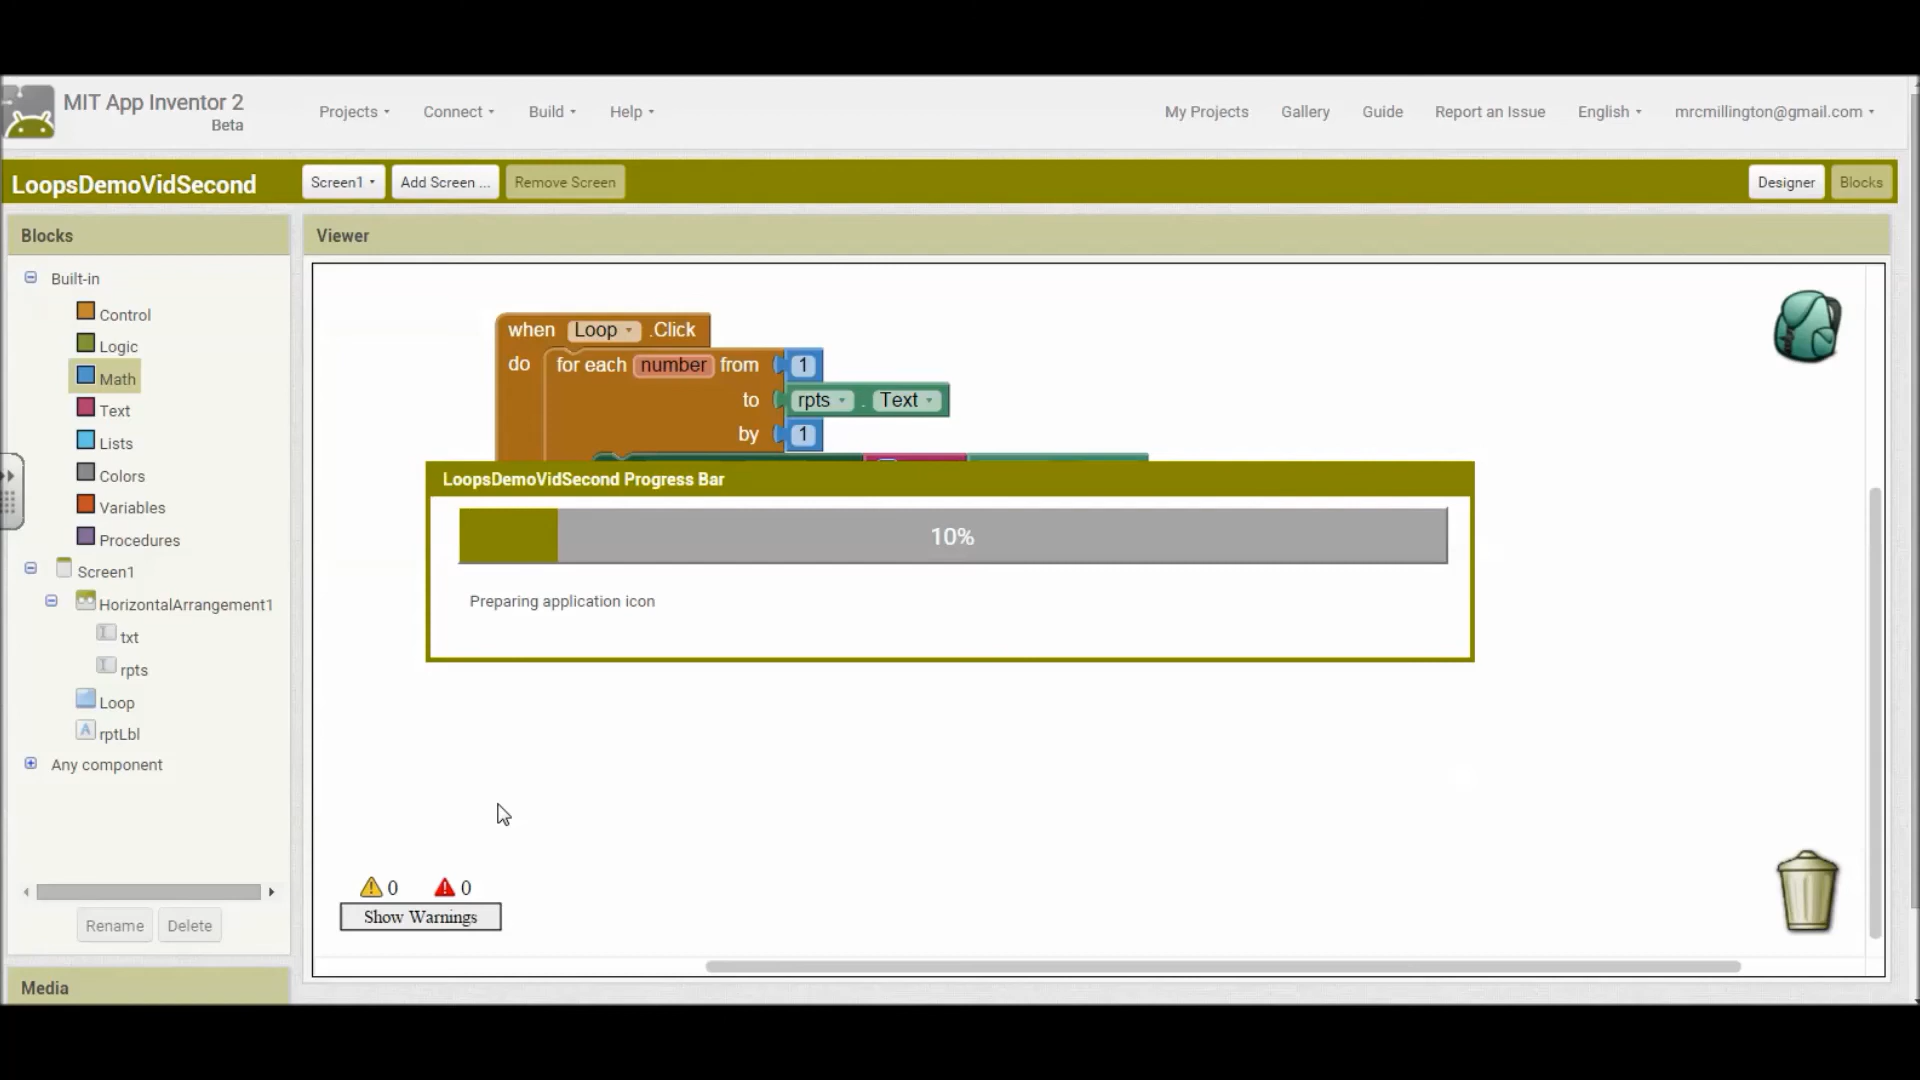 MIT App Inventor 2
Beta
Projects Connect Build Help My Projects Gallery Guide Report an Issue English mrcmillington@gmail.com
LoopsDemoVidSecond Screen1 Add Screen ... Remove Screen Designer Blocks
Blocks
Viewer
Built-in
Control
Logic
Math
Text
Lists
Colors
Variables
Procedures
Screen1
HorizontalArrangement1
txt
rpts
Loop
rptLbl
Any component
Rename Delete
Media
when Loop .Click
do for each number from 1
to rpts . Text
by 1
LoopsDemoVidSecond Progress Bar
10%
Preparing application icon
0 0
Show Warnings